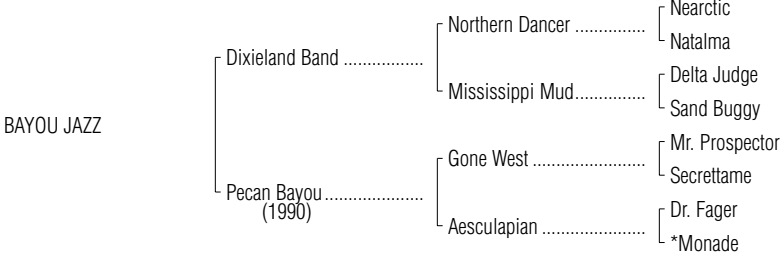 Nearctic
Northern Dancer ...............
Natalma
Dixieland Band .................
Delta Judge
Mississippi Mud...............
Sand Buggy
BAYOU JAZZ
Mr. Prospector
Gone West ........................
Secrettame
Pecan Bayou.....................
(1990)
Dr. Fager
Aesculapian ......................
*Monade